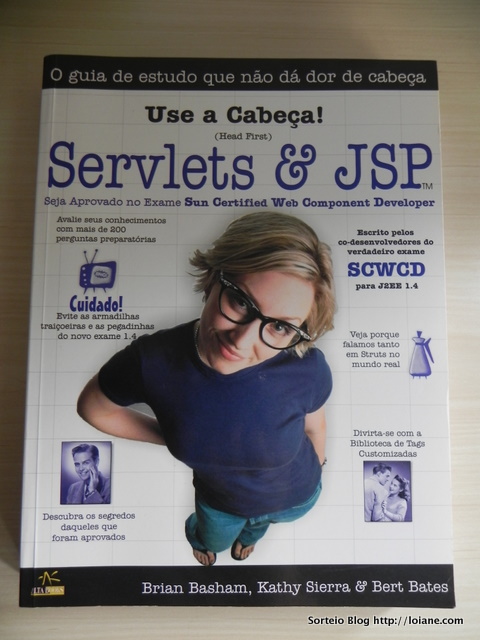 O guia de estudo que não dá dor de cabeça
Use a Cabeça!
(Head First)
Servlets & JSP™
Seja Aprovado no Exame Sun Certified Web Component Developer
Avalie seus conhecimentos
com mais de 200
perguntas preparatórias
Cuidado!
Evite as armadilhas
traiçoeiras e as pegadinhas
do novo exame 1.4
Escrito pelos
co-desenvolvedores do
verdadeiro exame
SCWCD
para J2EE 1.4
Veja porque
falamos tanto
em Struts no
mundo real
Divirta-se com a
Biblioteca de Tags
Customizadas
Descubra os segredos
daqueles que
foram aprovados
Brian Basham, Kathy Sierra & Bert Bates
Sorteio Blog http://loiane.com